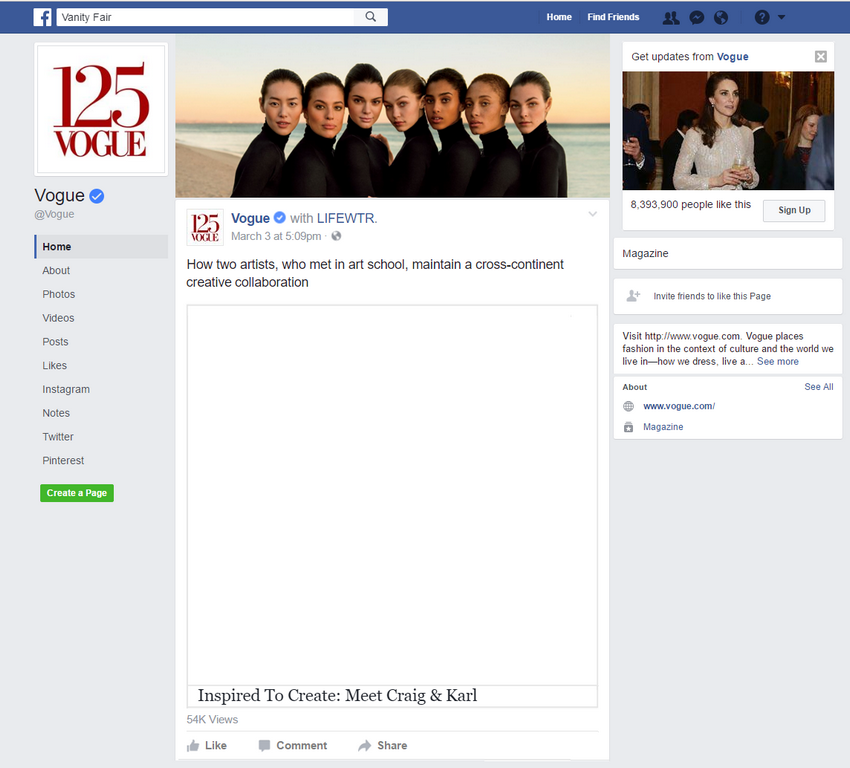 Vanity Fair
Home
Find Friends
125
VOGUE
Vogue
@Vogue
Home
About
Photos
Videos
Posts
Likes
Instagram
Notes
Twitter
Pinterest
Create a Page
125
VOGUE
Vogue with LIFEWTR.
March 3 at 5:09pm ·
How two artists, who met in art school, maintain a cross-continent
creative collaboration
Inspired To Create: Meet Craig & Karl
54K Views
Like
Comment
Share
Get updates from Vogue
8,393,900 people like this
Sign Up
Magazine
Invite friends to like this Page
Visit http://www.vogue.com. Vogue places
fashion in the context of culture and the world we
live in—how we dress, live a... See more
About
See All
www.vogue.com/
Magazine